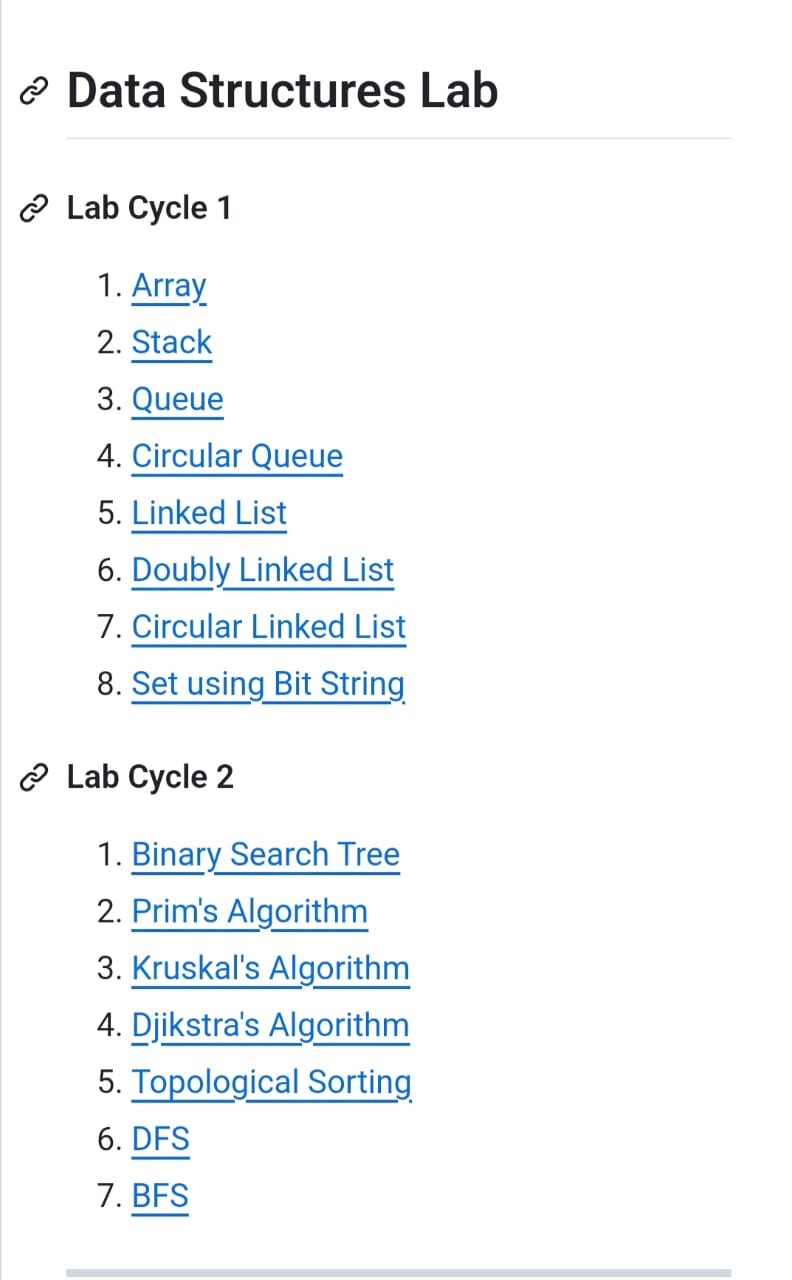 Data Structures Lab
Lab Cycle 1
1. Array
2. Stack
3. Queue
4. Circular Queue
5. Linked List
6. Doubly Linked List
7. Circular Linked List
8. Set using Bit String
Lab Cycle 2
1. Binary Search Tree
2. Prim's Algorithm
3. Kruskal's Algorithm
4. Djikstra's Algorithm
5. Topological Sorting
6. DFS
7. BFS